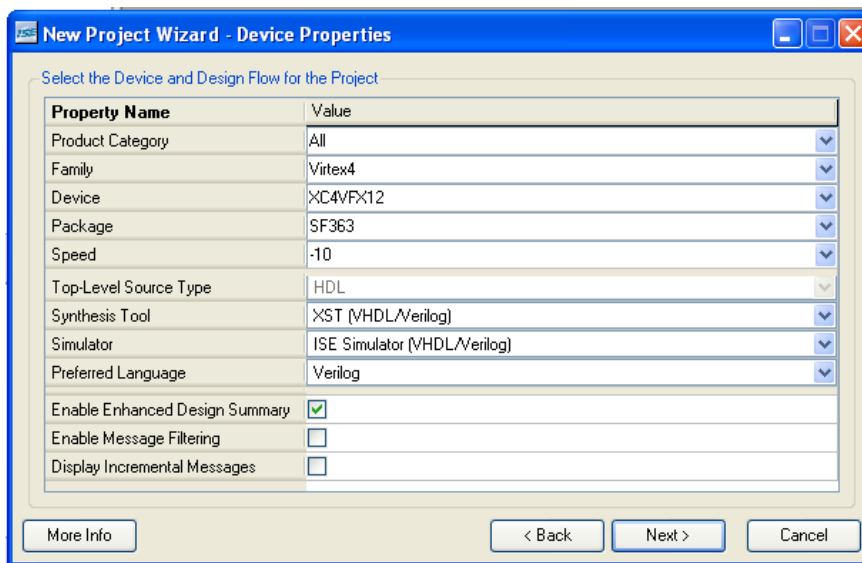 ISE New Project Wizard - Device Properties
Select the Device and Design Flow for the Project
Property Name Value
Product Category All
Family Virtex4
Device XC4VFX12
Package SF363
Speed -10
Top-Level Source Type HDL
Synthesis Tool XST (VHDL/Verilog)
Simulator ISE Simulator (VHDL/Verilog)
Preferred Language Verilog
Enable Enhanced Design Summary
Enable Message Filtering
Display Incremental Messages
More Info < Back Next > Cancel